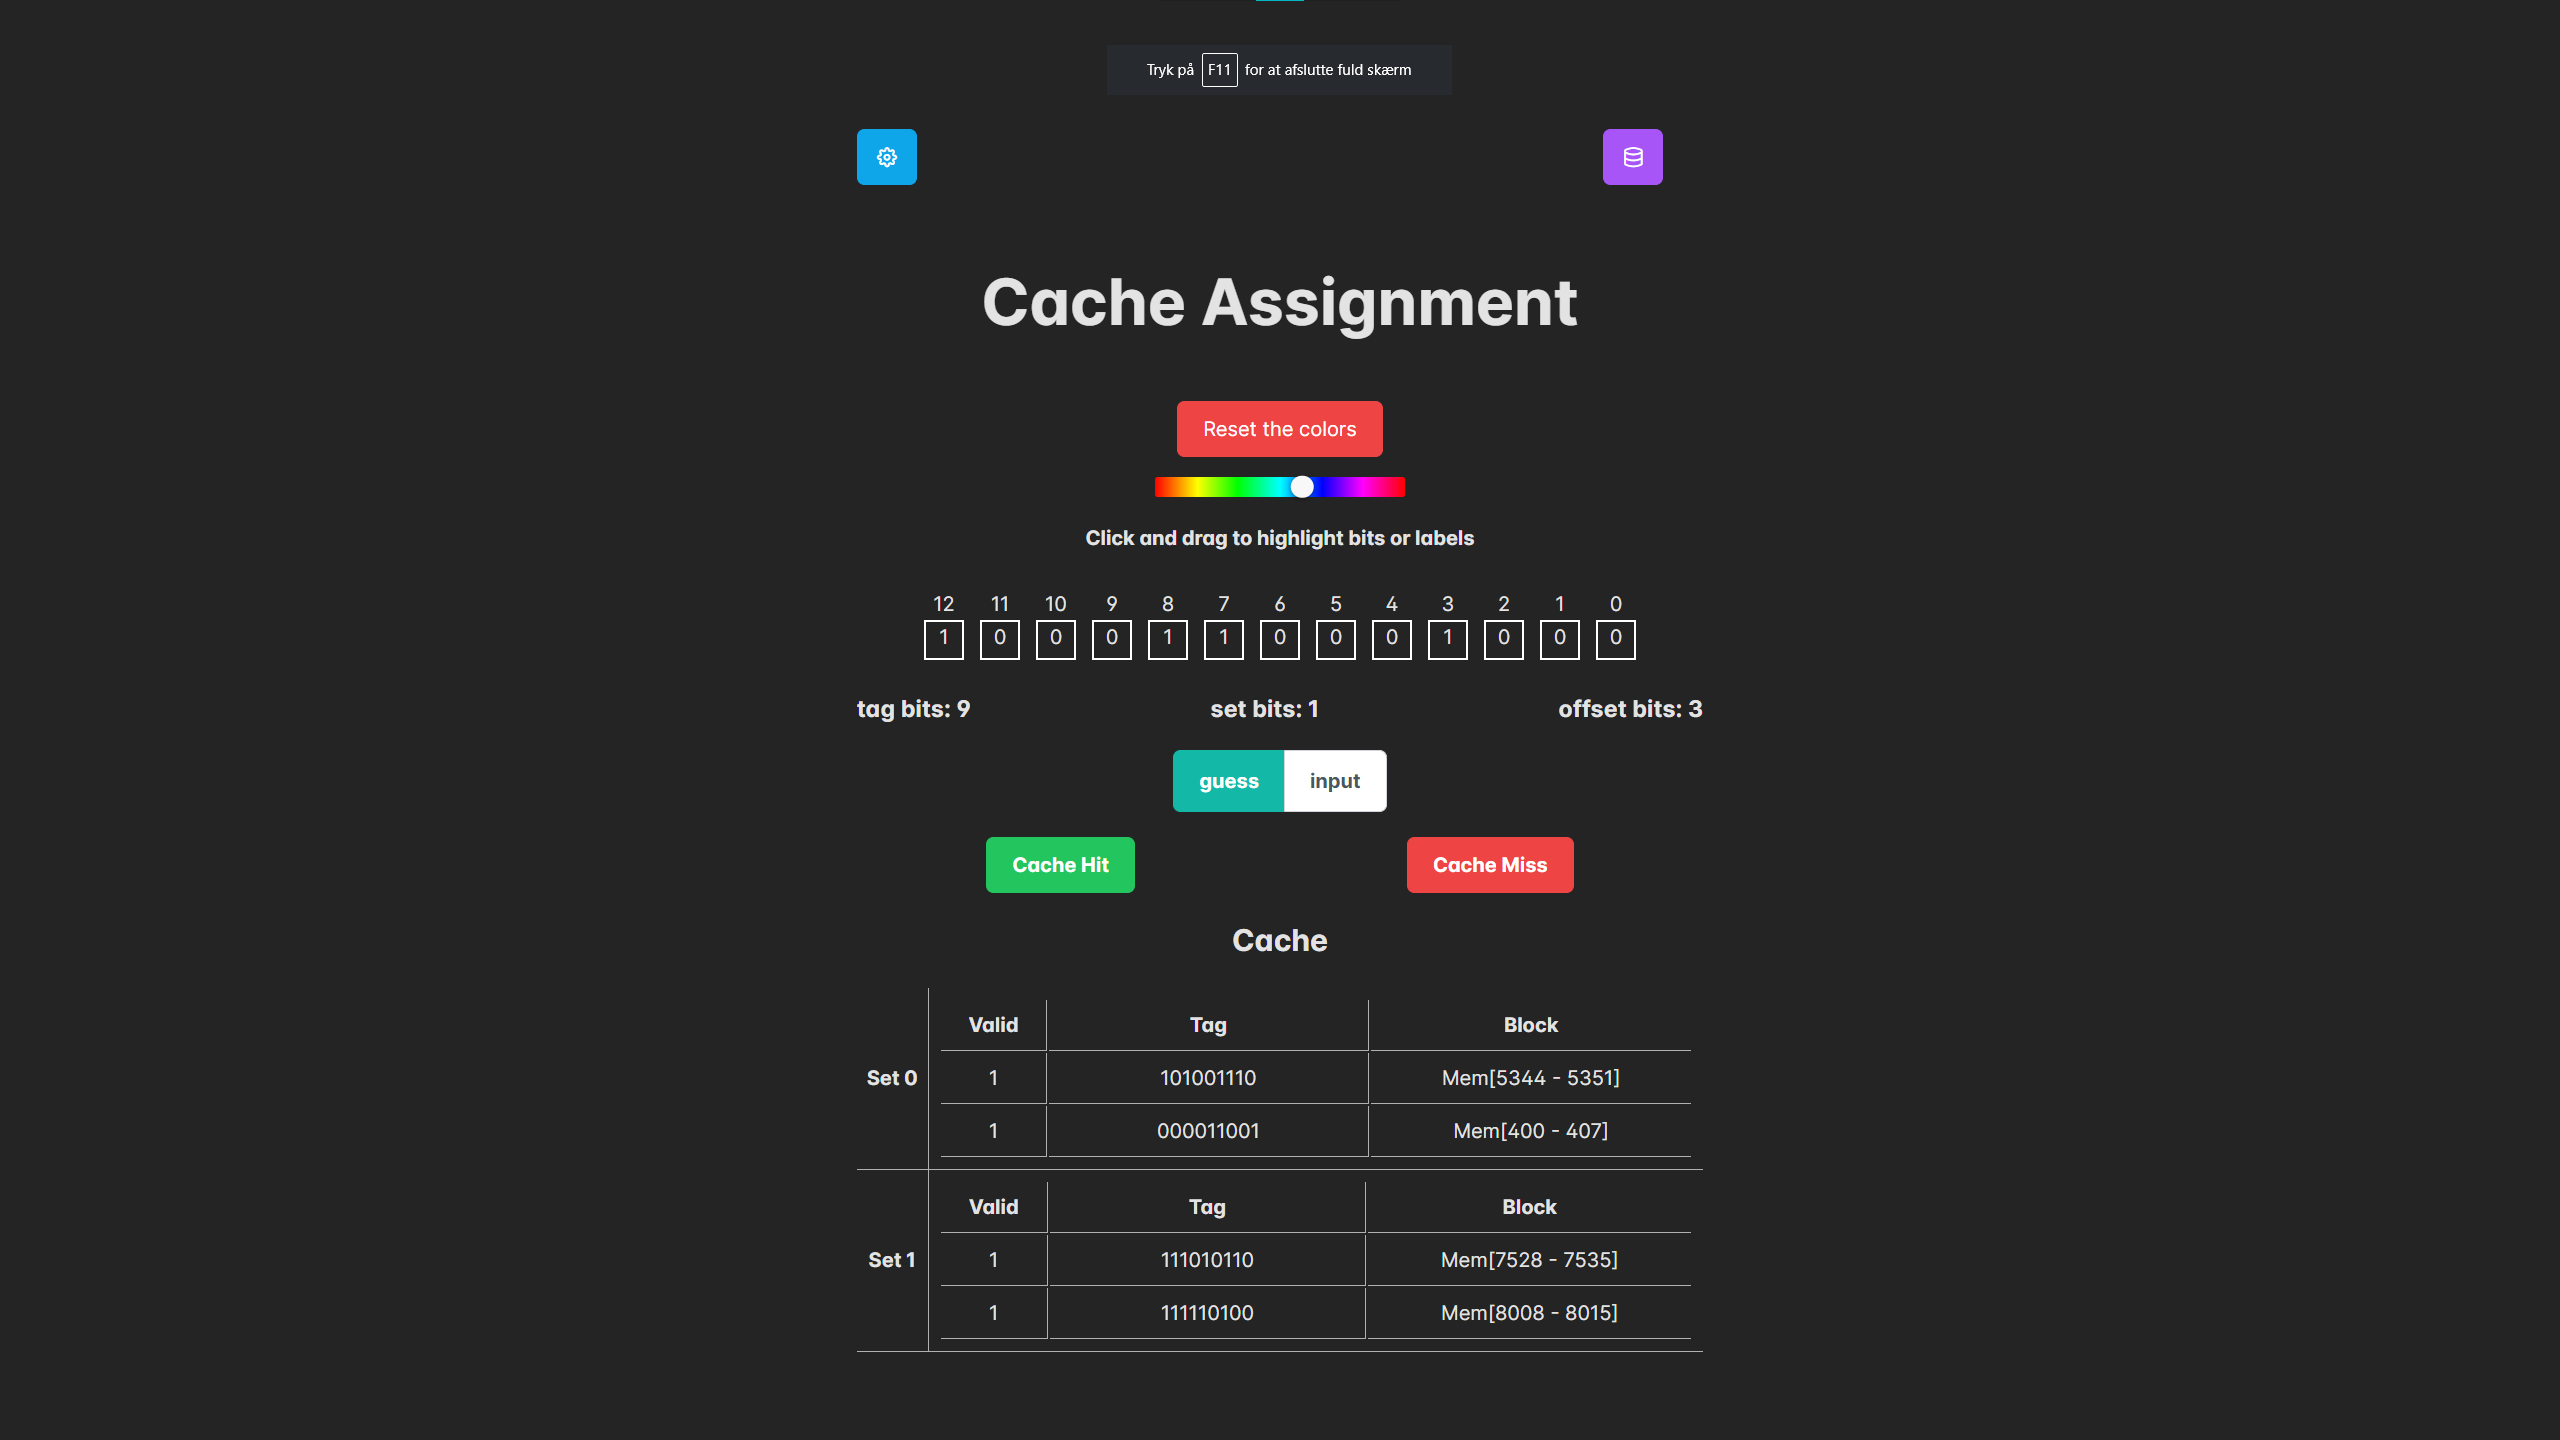 Tryk på F11 for at afslutte fuld skærm
Cache Assignment
Reset the colors
Click and drag to highlight bits or labels
12 11 10 9 8 7 6 5 4 3 2 1 0
1 0 0 0 1 1 0 0 0 1 0 0 0
tag bits: 9 set bits: 1 offset bits: 3
guess input
Cache Hit Cache Miss
Cache
Valid Tag Block
Set 0 1 101001110 Mem[5344 - 5351]
1 000011001 Mem[400 - 407]
Valid Tag Block
Set 1 1 111010110 Mem[7528 - 7535]
1 111110100 Mem[8008 - 8015]